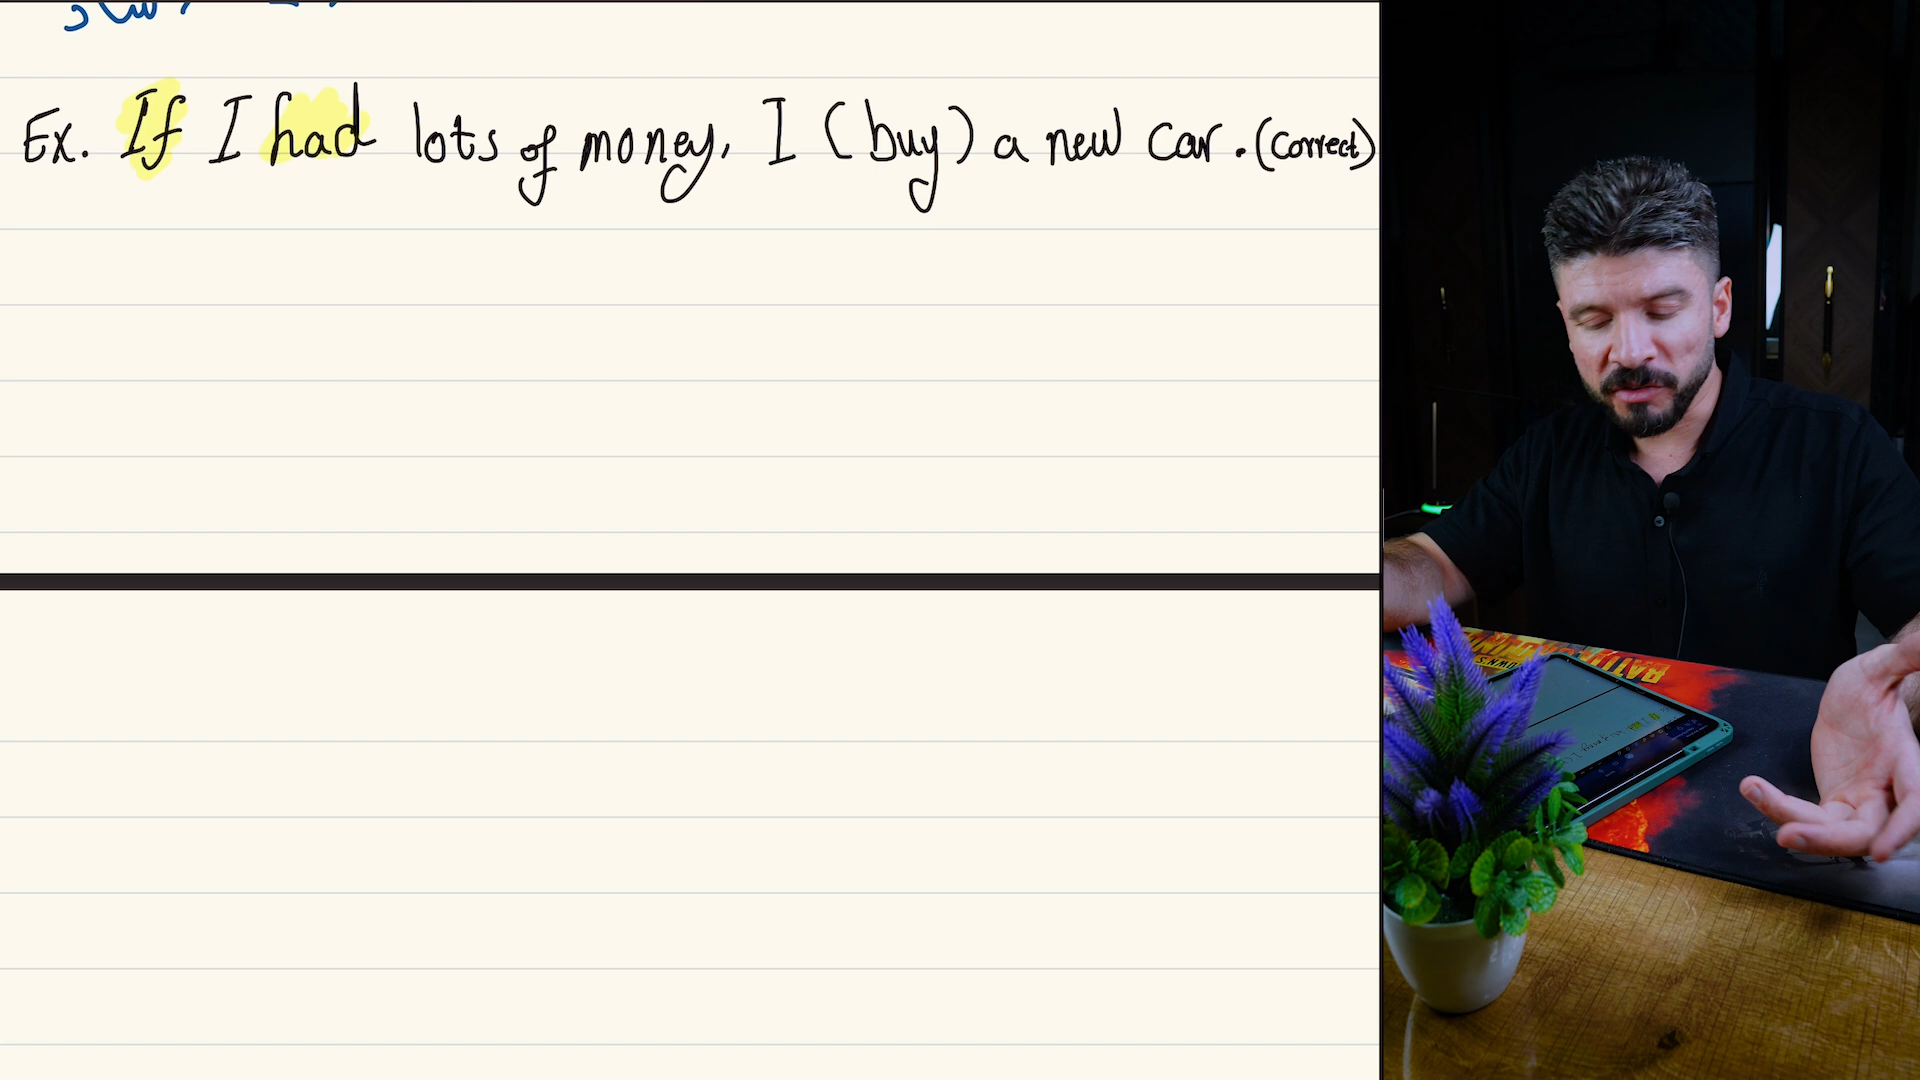 Ex. If I had lots of money, I (buy) a new car. (correct)